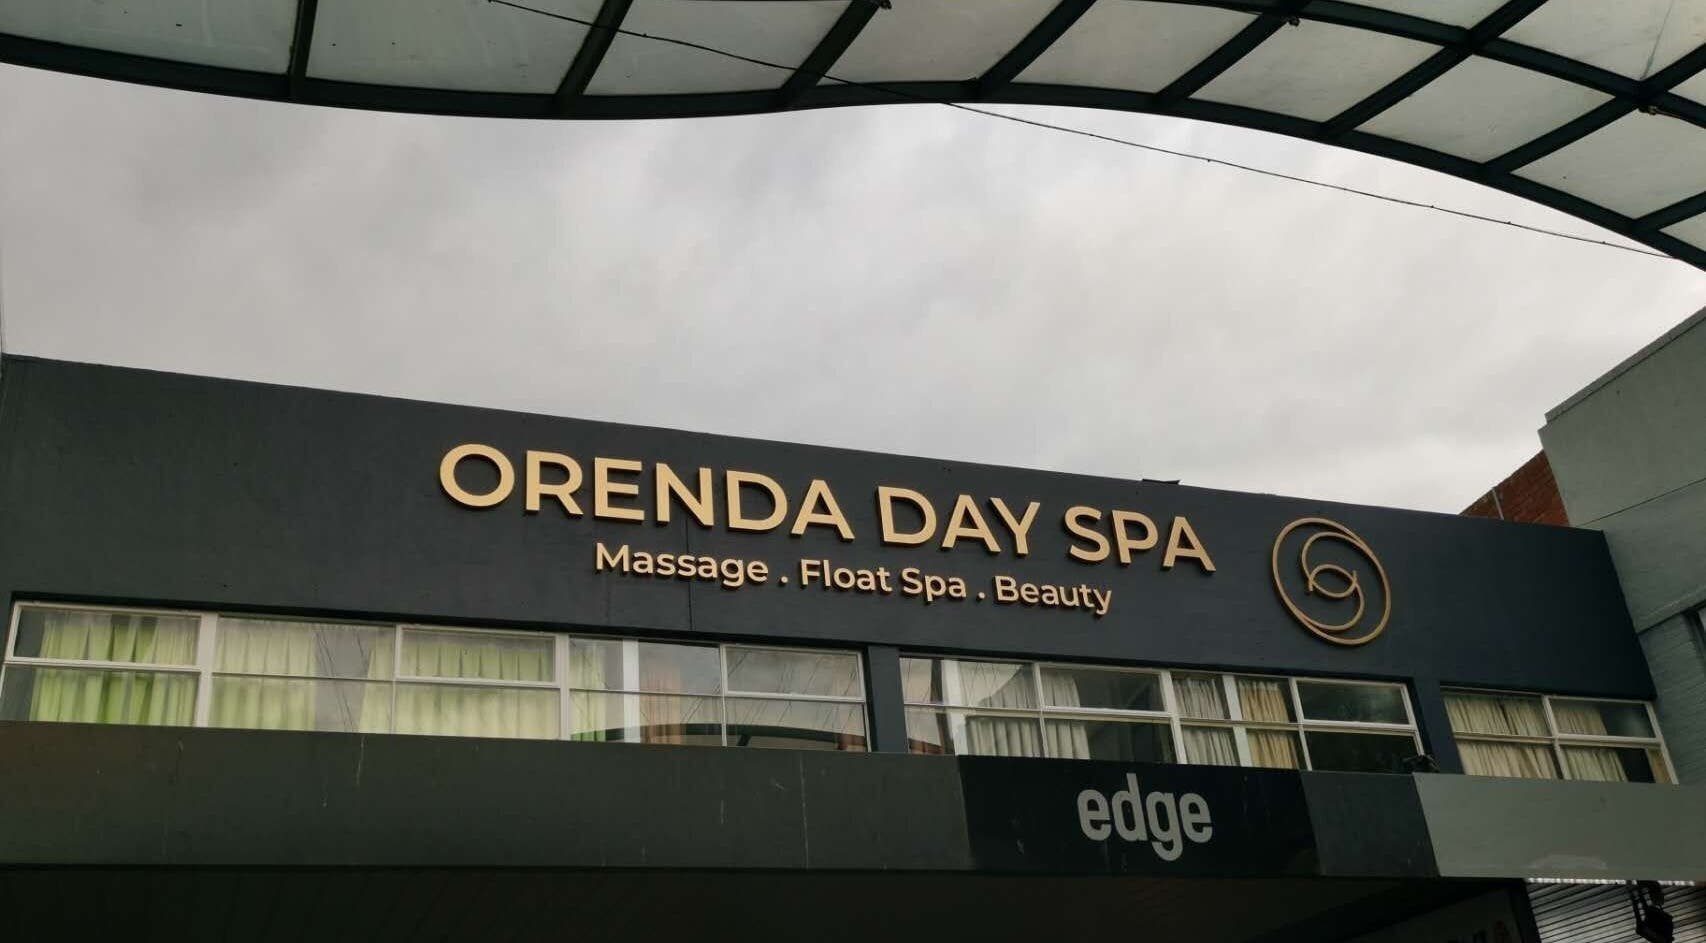 ORENDA DAY SPA
Massage . Float Spa . Beauty
edge